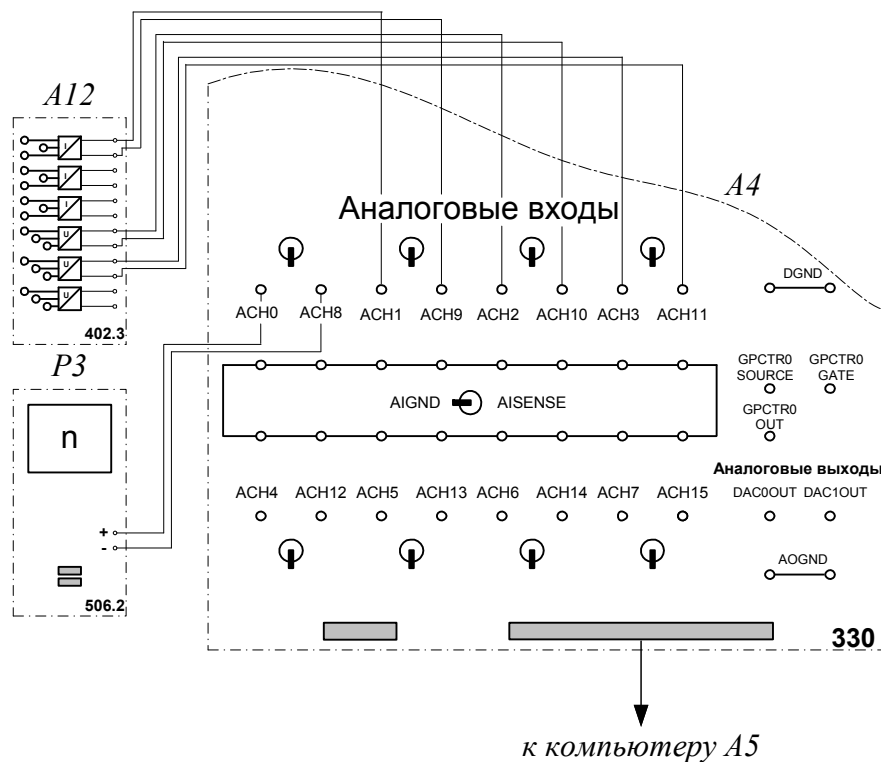 A12
I
I
I
U
U
U
402.3
P3
n
+
-
506.2
A4
Аналоговые входы
DGND
ACH0 ACH8 ACH1 ACH9 ACH2 ACH10 ACH3 ACH11
GPCTR0 SOURCE
GPCTR0 GATE
AIGND AISENSE
GPCTR0 OUT
Аналоговые выходы
ACH4 ACH12 ACH5 ACH13 ACH6 ACH14 ACH7 ACH15
DAC0OUT DAC1OUT
AOGND
330
к компьютеру A5